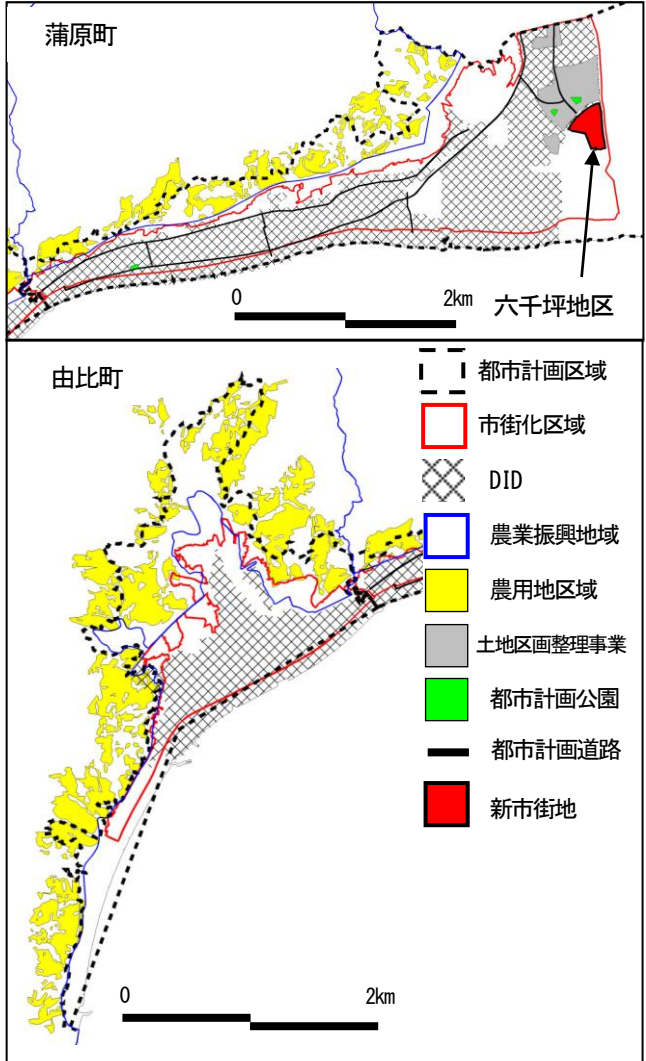 蒲原町
0 2km
六千坪地区
由比町
都市計画区域
市街化区域
DID
農業振興地域
農用地区域
土地区画整理事業
都市計画公園
都市計画道路
新市街地
0 2km